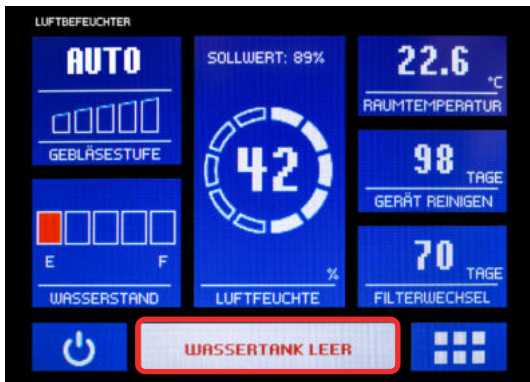 LUFTBEFEUCHTER
AUTO
GEBLÄSESTUFE
E F
WASSERSTAND
SOLLWERT: 89%
42
%
LUFTFEUCHTE
22.6 °C
RAUMTEMPERATUR
98 TAGE
GERÄT REINIGEN
70 TAGE
FILTERWECHSEL
WASSERTANK LEER